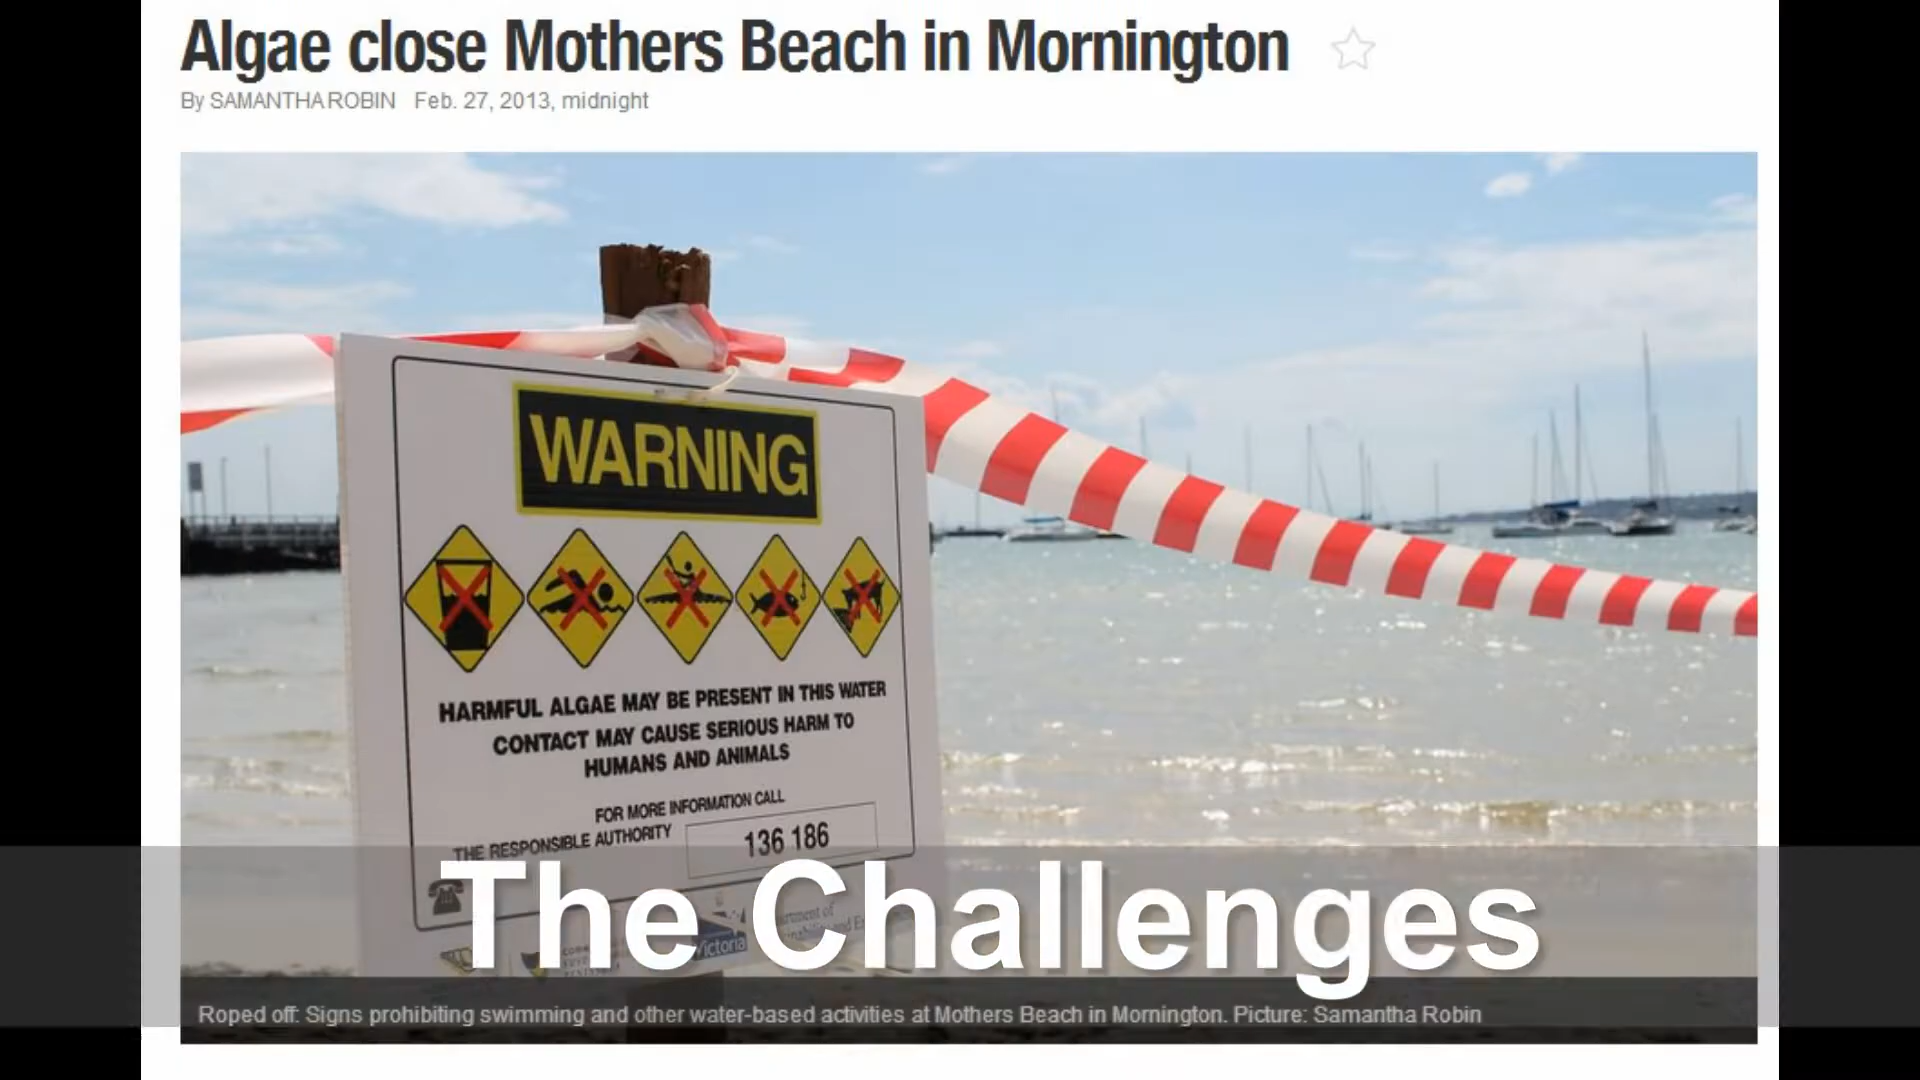 Algae close Mothers Beach in Mornington
By SAMANTHA ROBIN Feb. 27, 2013, midnight
WARNING
HARMFUL ALGAE MAY BE PRESENT IN THIS WATER
CONTACT MAY CAUSE SERIOUS HARM TO
HUMANS AND ANIMALS
FOR MORE INFORMATION CALL
THE RESPONSIBLE AUTHORITY
136 186
The Challenges
Victoria
Roped off: Signs prohibiting swimming and other water-based activities at Mothers Beach in Mornington. Picture: Samantha Robin